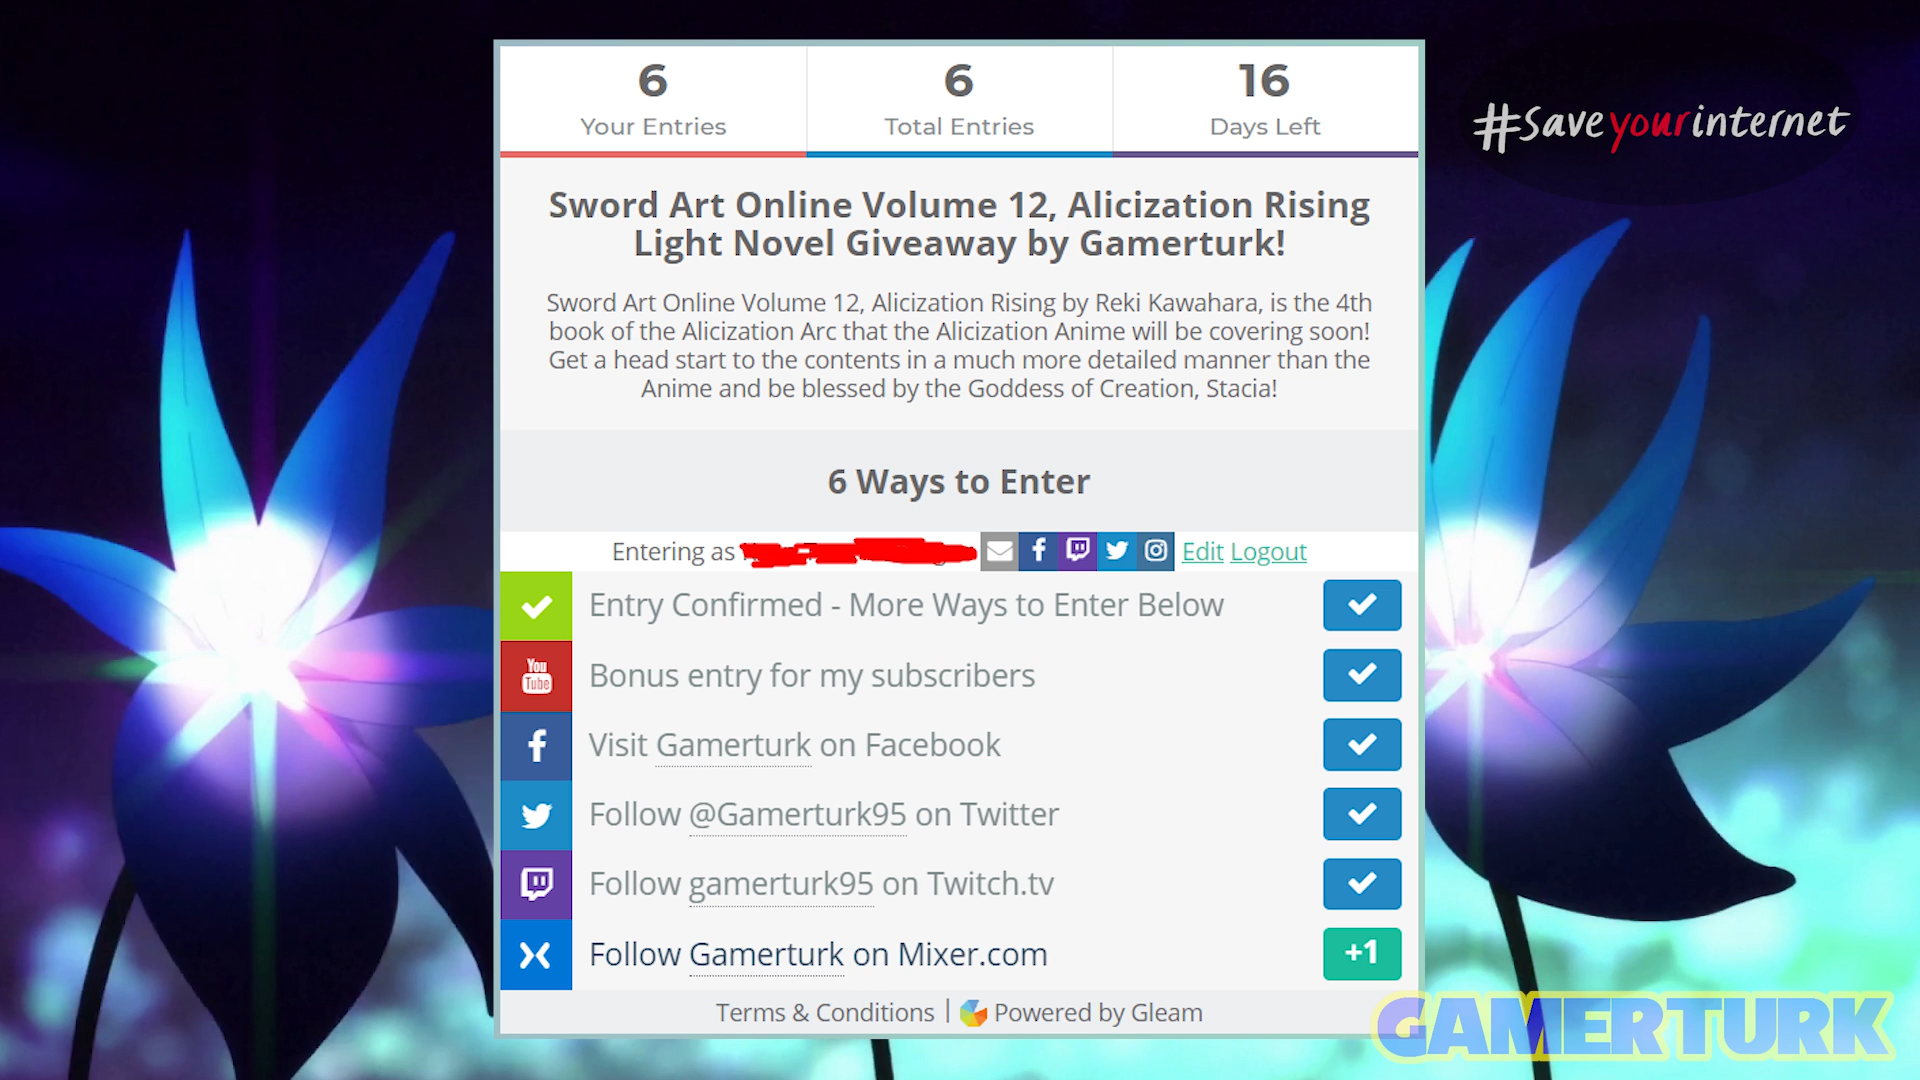 6
Your Entries
6
Total Entries
16
Days Left
#saveyourinternet
Sword Art Online Volume 12, Alicization Rising
Light Novel Giveaway by Gamerturk!
Sword Art Online Volume 12, Alicization Rising by Reki Kawahara, is the 4th
book of the Alicization Arc that the Alicization Anime will be covering soon!
Get a head start to the contents in a much more detailed manner than the
Anime and be blessed by the Goddess of Creation, Stacia!
6 Ways to Enter
Entering as
Edit Logout
Entry Confirmed - More Ways to Enter Below
You Tube
Bonus entry for my subscribers
Visit Gamerturk on Facebook
Follow @Gamerturk95 on Twitter
Follow gamerturk95 on Twitch.tv
Follow Gamerturk on Mixer.com
+1
Terms & Conditions | Powered by Gleam
GAMERTURK